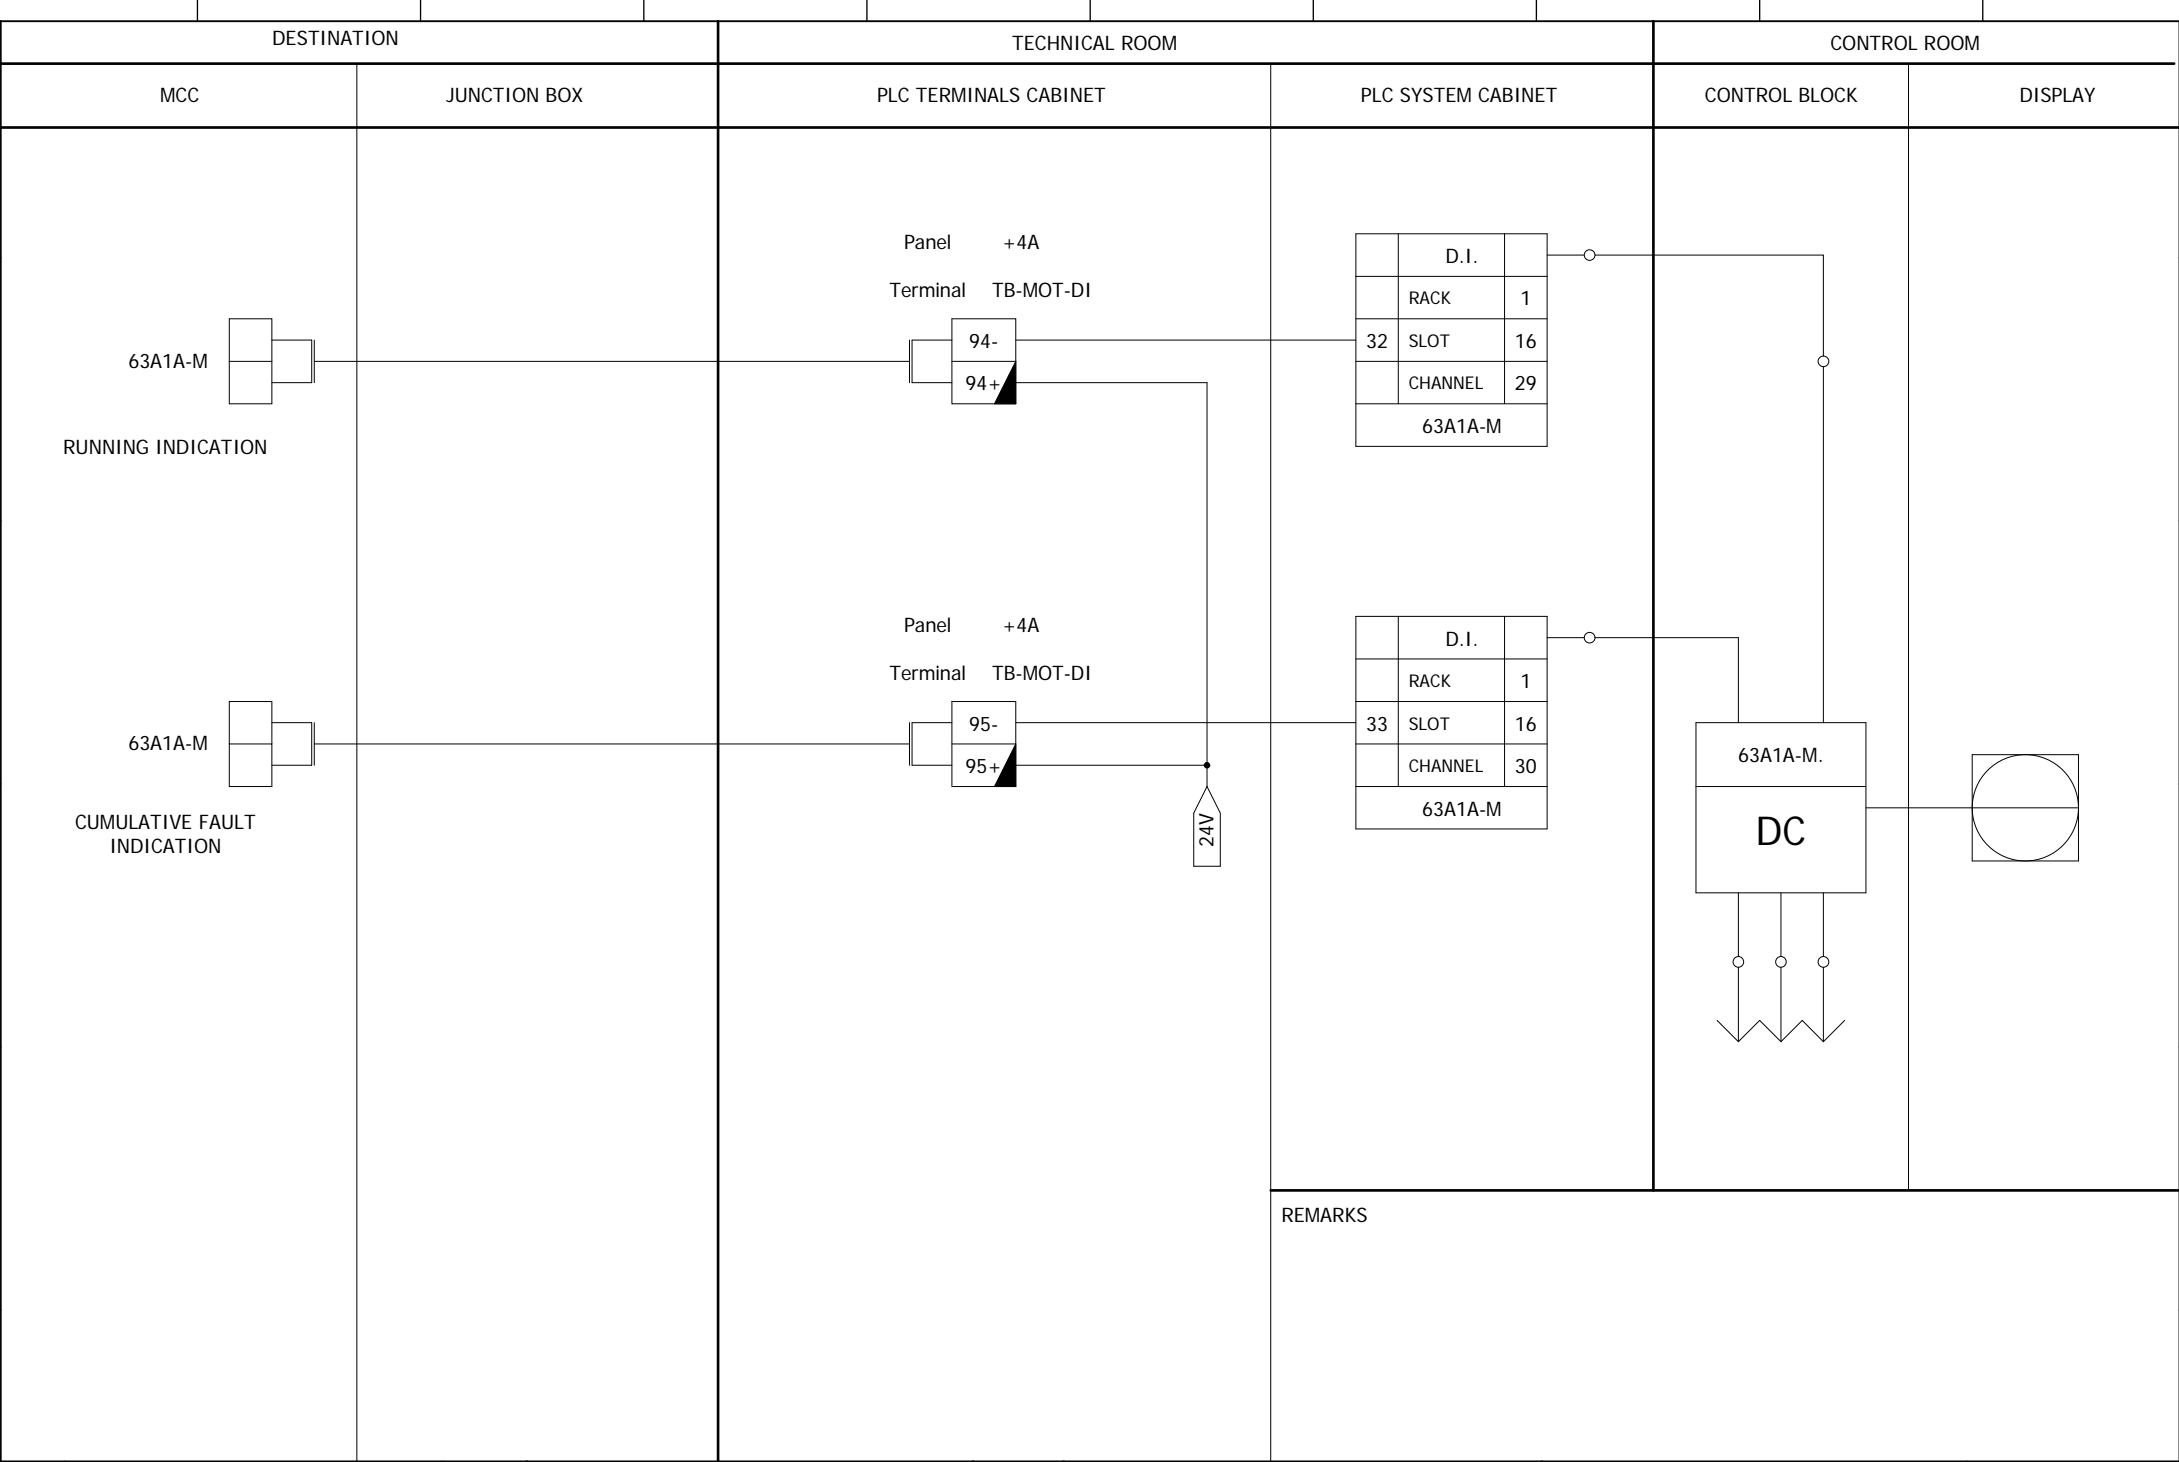 DESTINATION
TECHNICAL ROOM
CONTROL ROOM
MCC
JUNCTION BOX
PLC TERMINALS CABINET
PLC SYSTEM CABINET
CONTROL BLOCK
DISPLAY
63A1A-M
RUNNING INDICATION
Panel +4A
Terminal TB-MOT-DI
94-
94+
D.I.
RACK 1
32 SLOT 16
CHANNEL 29
63A1A-M
63A1A-M
CUMULATIVE FAULT
INDICATION
Panel +4A
Terminal TB-MOT-DI
95-
95+
24V
D.I.
RACK 1
33 SLOT 16
CHANNEL 30
63A1A-M
63A1A-M.
DC
REMARKS